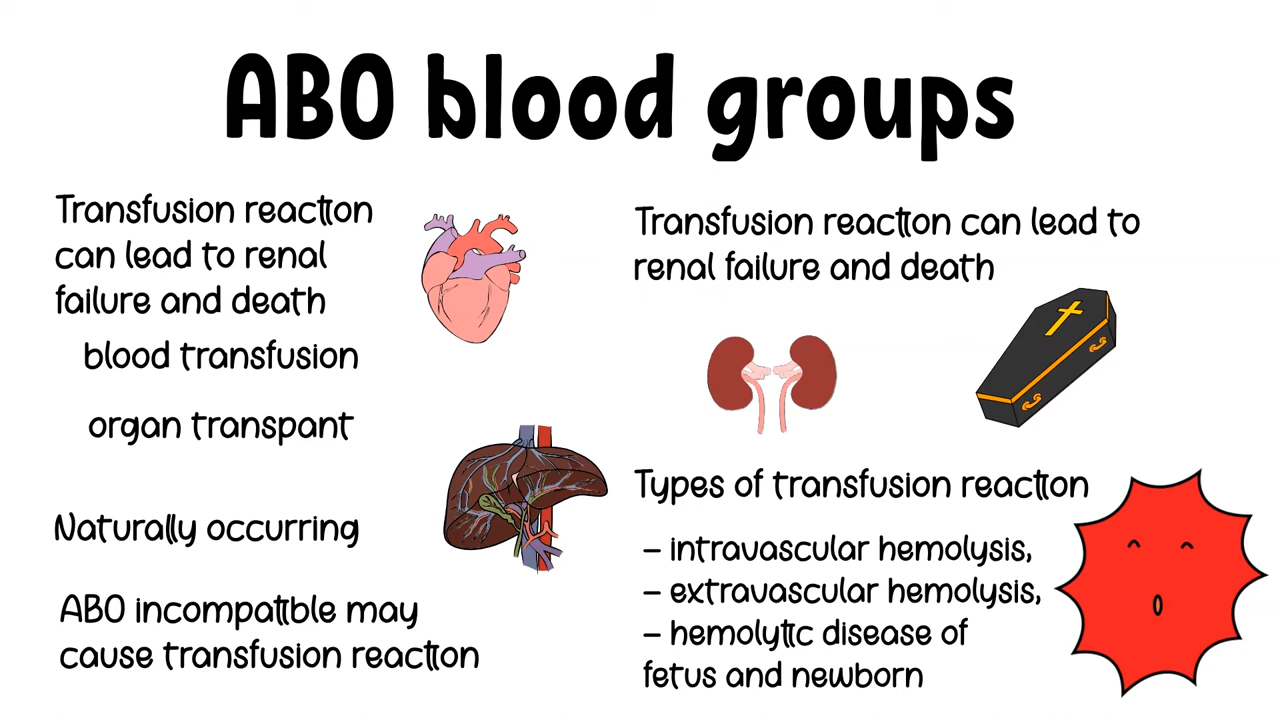 ABO blood groups
Transfusion reaction
can lead to renal
failure and death
blood transfusion
organ transpant
Naturally occurring
ABO incompatible may
cause transfusion reaction
Transfusion reaction can lead to
renal failure and death
Types of transfusion reaction
– intravascular hemolysis,
– extravascular hemolysis,
– hemolytic disease of
fetus and newborn